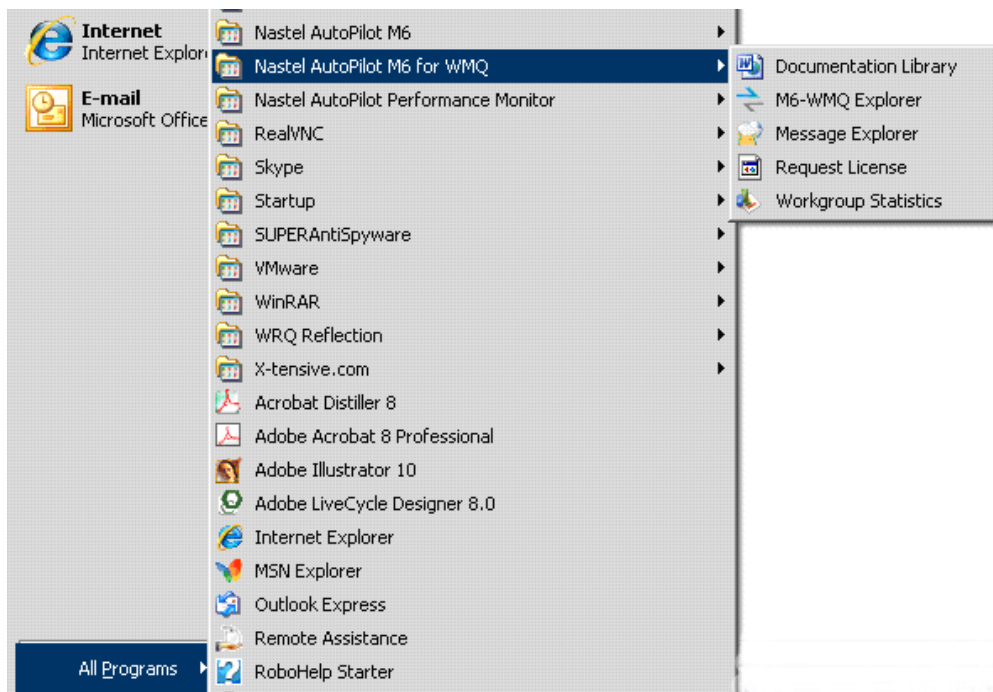 Internet
Internet Explor
E-mail
Microsoft Office
All Programs
Nastel AutoPilot M6
Nastel AutoPilot M6 for WMQ
Nastel AutoPilot Performance Monitor
RealVNC
Skype
Startup
SUPERAntiSpyware
VMware
WinRAR
WRQ Reflection
X-tensive.com
Acrobat Distiller 8
Adobe Acrobat 8 Professional
Adobe Illustrator 10
Adobe LiveCycle Designer 8.0
Internet Explorer
MSN Explorer
Outlook Express
Remote Assistance
RoboHelp Starter
Documentation Library
M6-WMQ Explorer
Message Explorer
Request License
Workgroup Statistics